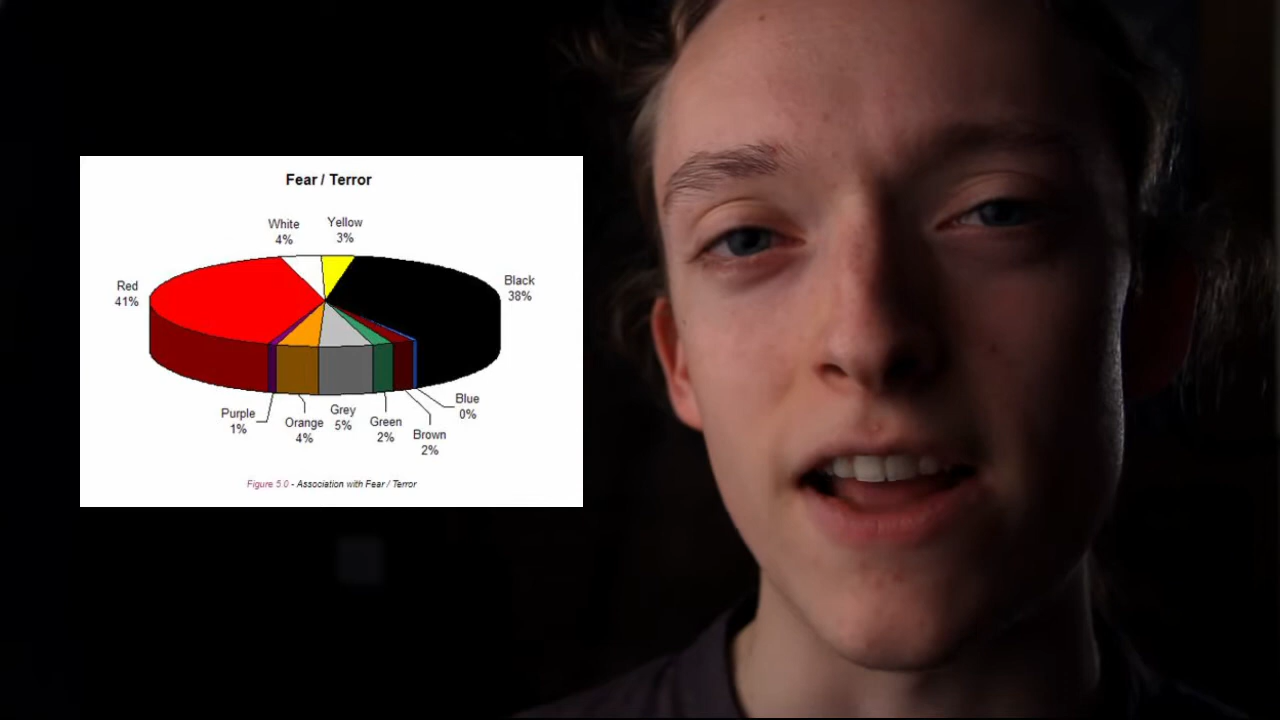 Fear / Terror
White
4%
Yellow
3%
Red
41%
Black
38%
Purple
1%
Orange
4%
Grey
5%
Green
2%
Brown
2%
Blue
0%
Figure 5.0 - Association with Fear / Terror